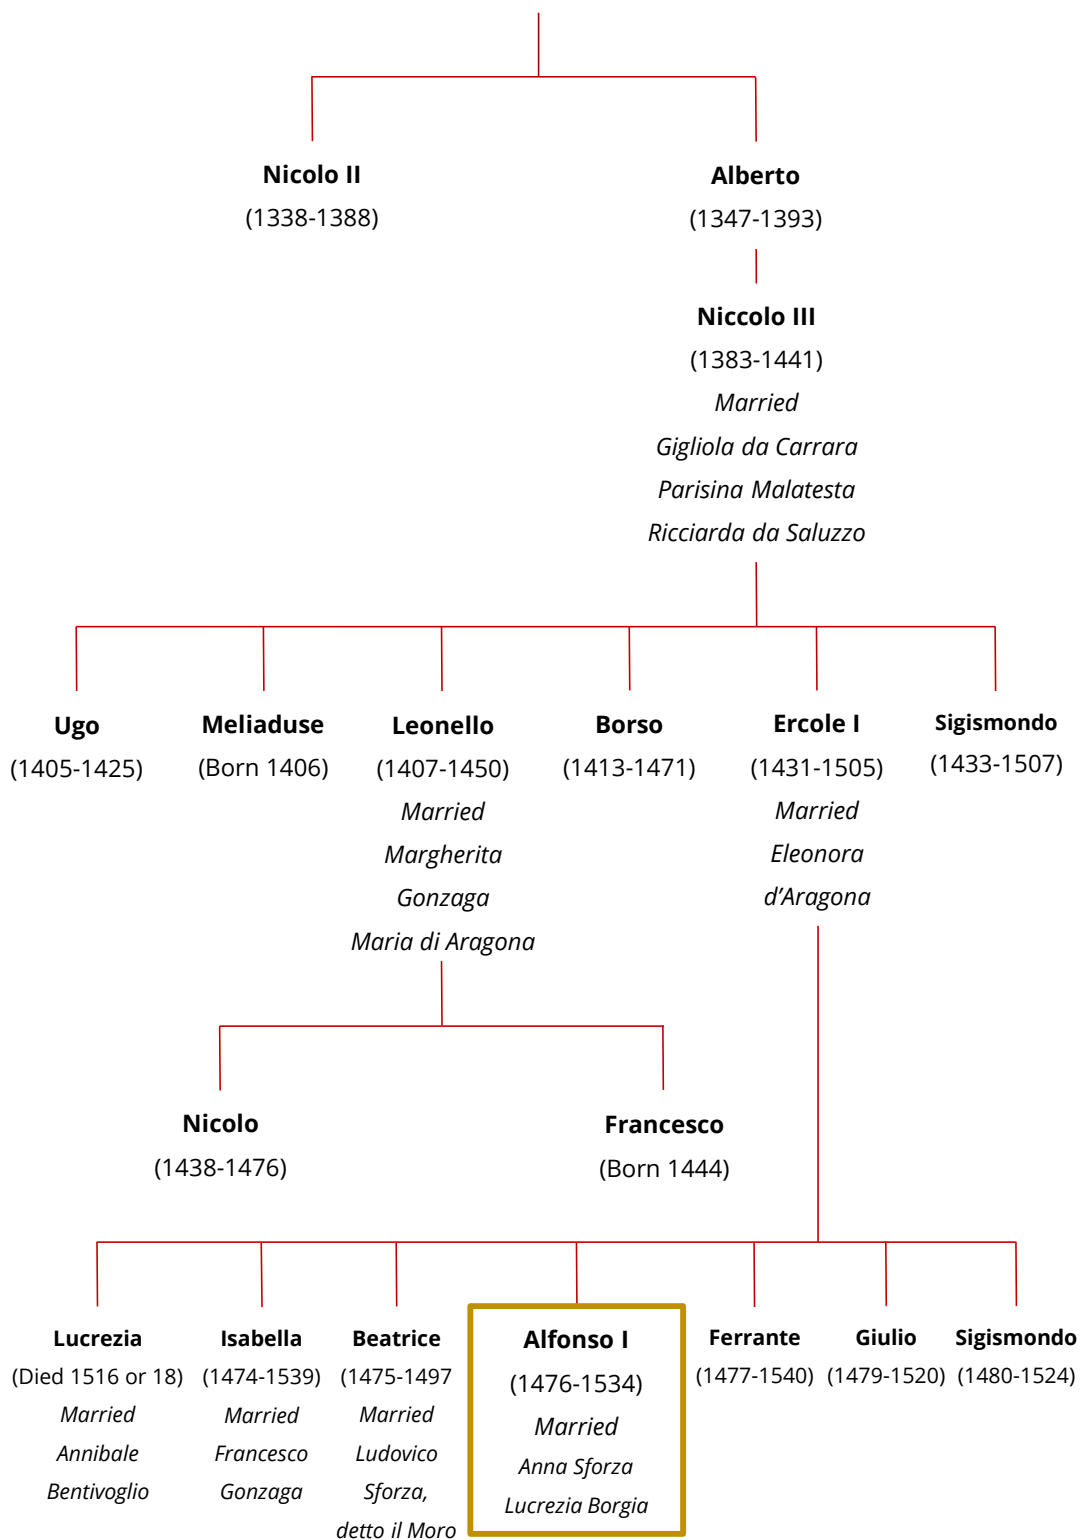 Nicolo II
(1338-1388)
Alberto
(1347-1393)
Niccolo III
(1383-1441)
Married
Gigliola da Carrara
Parisina Malatesta
Ricciarda da Saluzzo
Ugo
(1405-1425)
Meliaduse
(Born 1406)
Leonello
(1407-1450)
Married
Margherita
Gonzaga
Maria di Aragona
Borso
(1413-1471)
Ercole I
(1431-1505)
Married
Eleonora
d’Aragona
Sigismondo
(1433-1507)
Nicolo
(1438-1476)
Francesco
(Born 1444)
Lucrezia
(Died 1516 or 18)
Married
Annibale
Bentivoglio
Isabella
(1474-1539)
Married
Francesco
Gonzaga
Beatrice
(1475-1497
Married
Ludovico
Sforza,
detto il Moro
Alfonso I
(1476-1534)
Married
Anna Sforza
Lucrezia Borgia
Ferrante
(1477-1540)
Giulio
(1479-1520)
Sigismondo
(1480-1524)